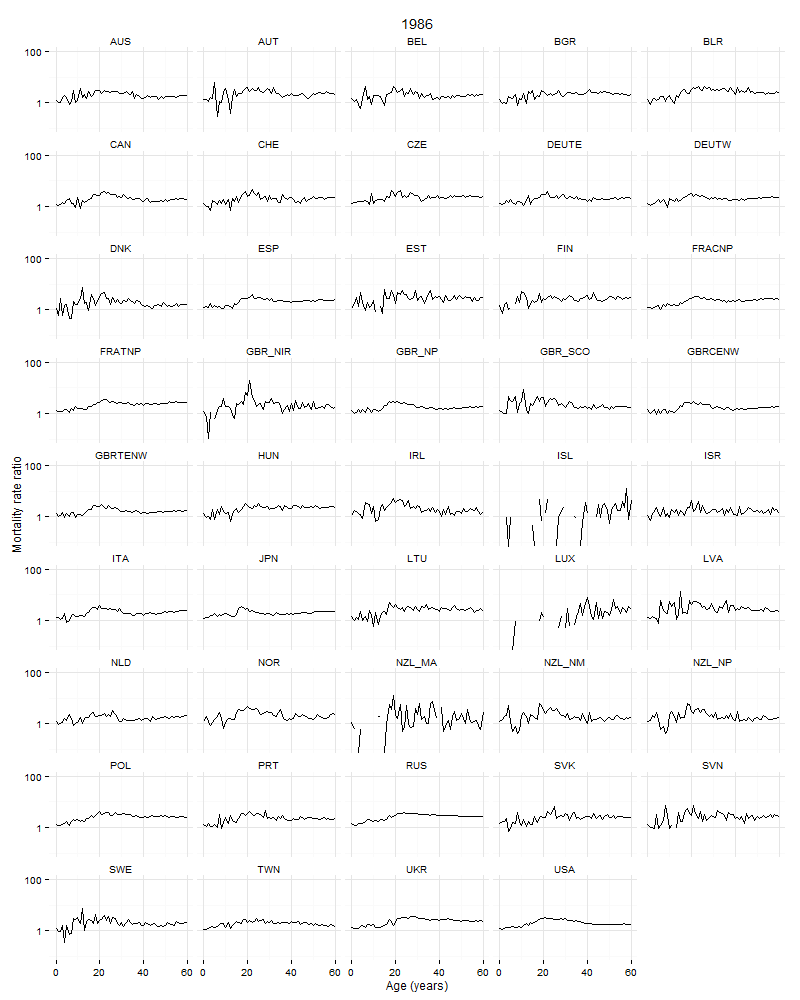 1986
AUS AUT BEL BGR BLR
100
1
CAN CHE CZE DEUTE DEUTW
100
1
DNK ESP EST FIN FRACNP
100
1
FRATNP GBR_NIR GBR_NP GBR_SCO GBRCENW
100
1
GBRTENW HUN IRL ISL ISR
100
1
ITA JPN LTU LUX LVA
100
1
NLD NOR NZL_MA NZL_NM NZL_NP
100
1
POL PRT RUS SVK SVN
100
1
SWE TWN UKR USA
100
1
0 20 40 60 0 20 40 60 0 20 40 60 0 20 40 60
Age (years)
Mortality rate ratio